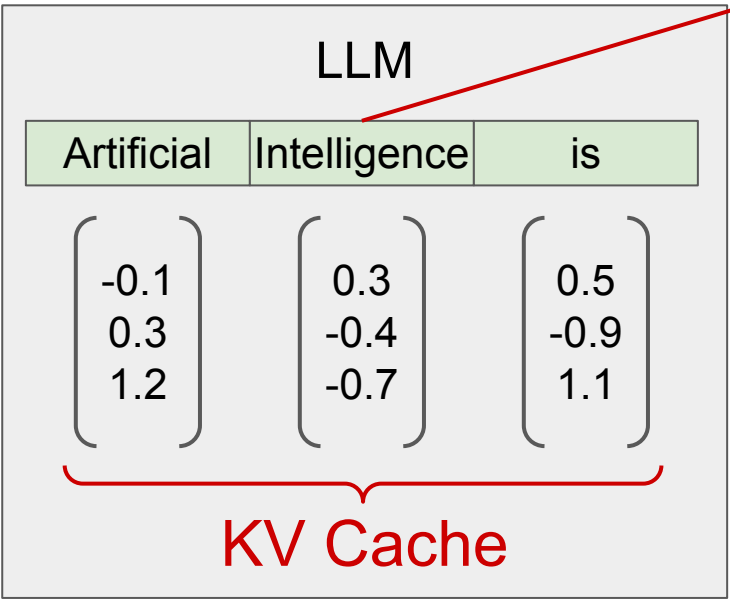 LLM
Artificial Intelligence is
-0.1 0.3 0.5
0.3 -0.4 -0.9
1.2 -0.7 1.1
KV Cache